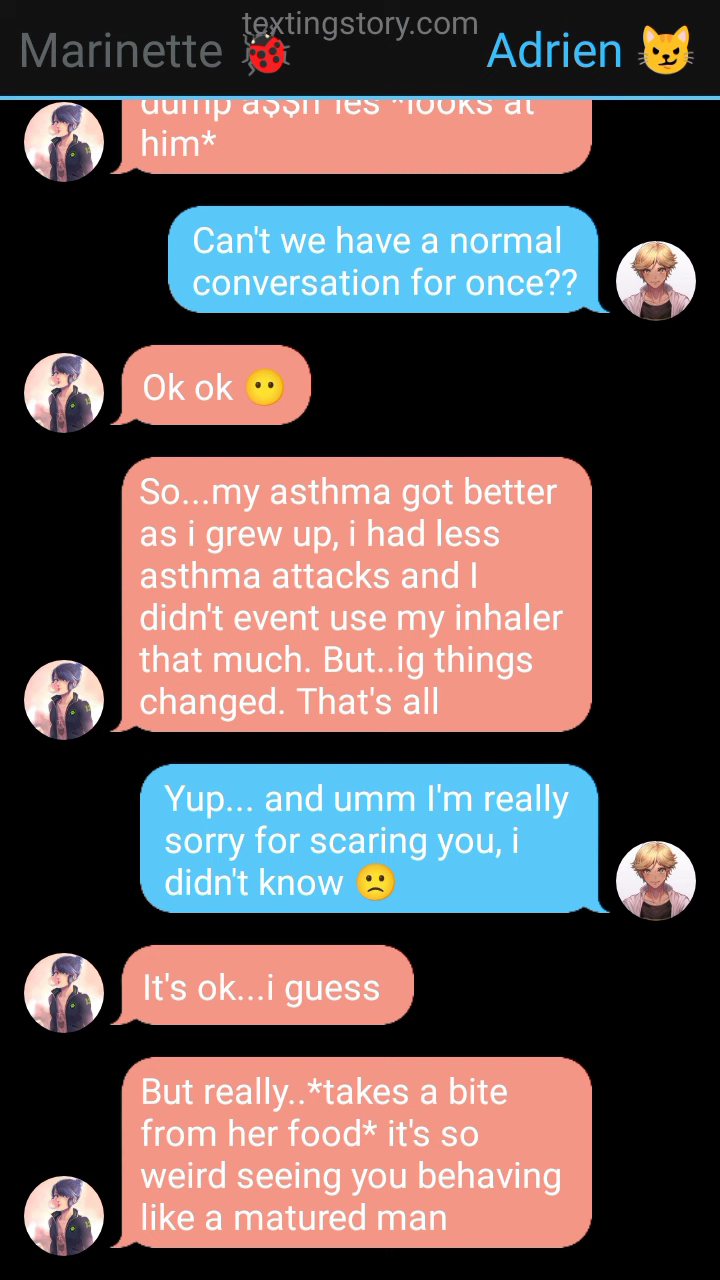 textingstory.com
Marinette 🐞
Adrien 😼
dump a$$h les *looks at
him*
Can't we have a normal
conversation for once??
Ok ok 😶
So...my asthma got better
as i grew up, i had less
asthma attacks and I
didn't event use my inhaler
that much. But..ig things
changed. That's all
Yup... and umm I'm really
sorry for scaring you, i
didn't know 🙁
It's ok...i guess
But really..*takes a bite
from her food* it's so
weird seeing you behaving
like a matured man